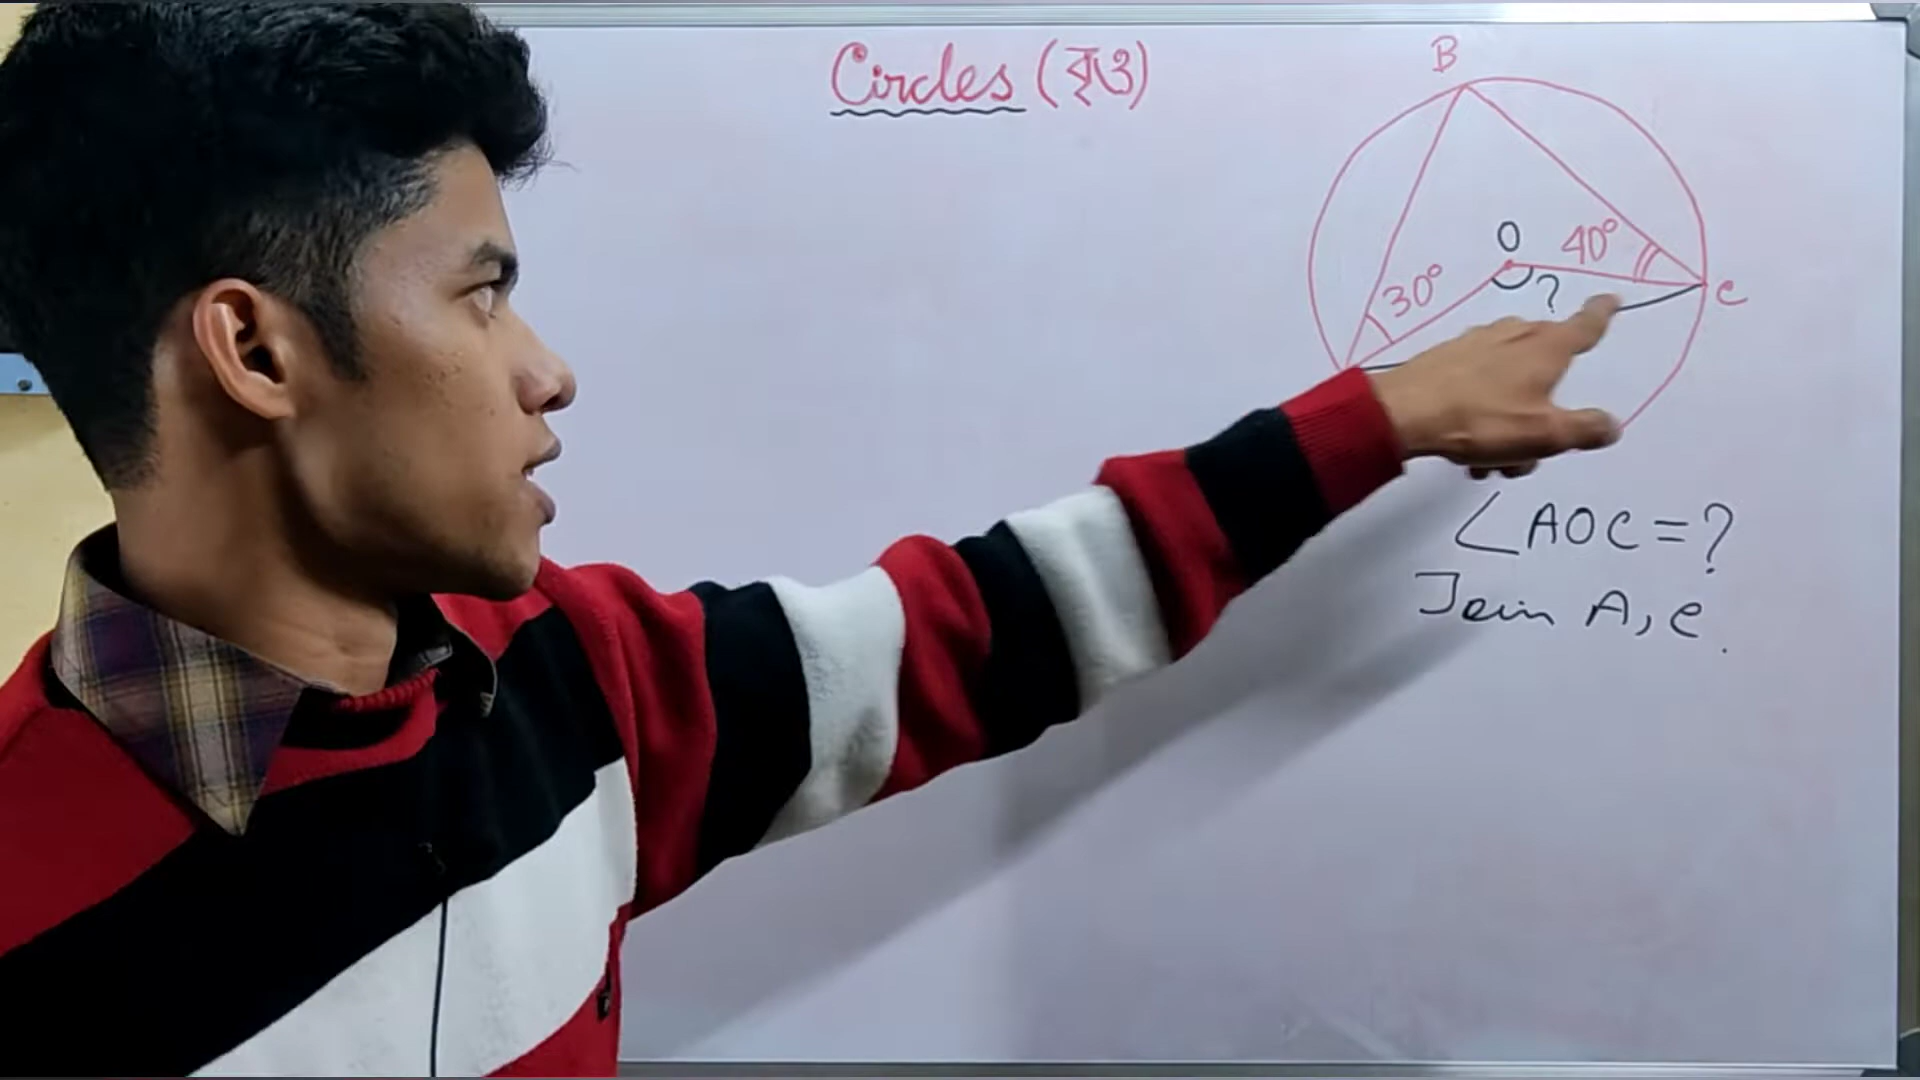 Circles (বৃত্ত)
B
O
40°
30°
?
C
∠AOC = ?
Join A, C.